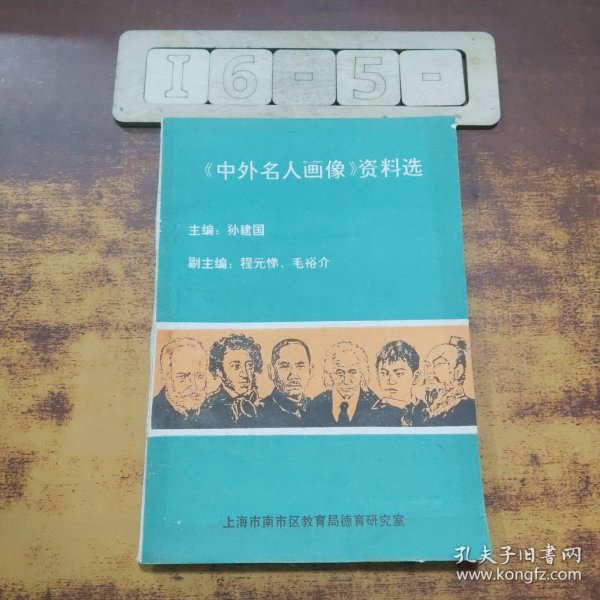 I6-5-
《中外名人画像》资料选
主编：孙建国
副主编：程元悌、毛裕介
上海市南市区教育局德育研究室
孔夫子旧书网
www.kongfz.com